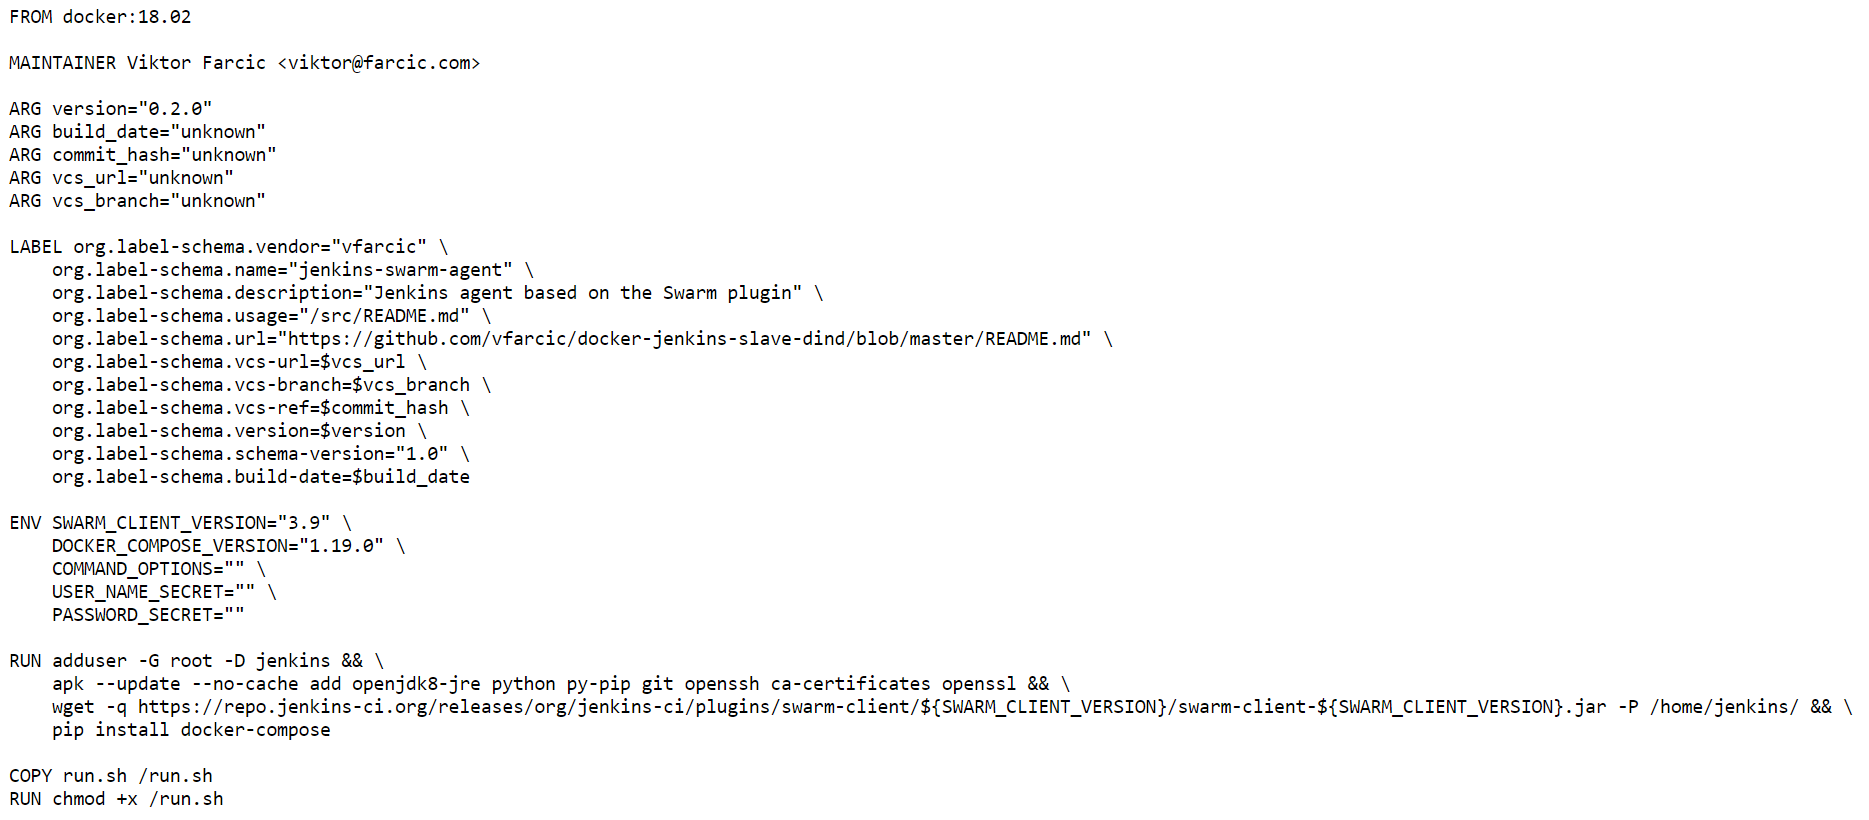 FROM docker:18.02

MAINTAINER Viktor Farcic <viktor@farcic.com>

ARG version="0.2.0"
ARG build_date="unknown"
ARG commit_hash="unknown"
ARG vcs_url="unknown"
ARG vcs_branch="unknown"

LABEL org.label-schema.vendor="vfarcic" \
    org.label-schema.name="jenkins-swarm-agent" \
    org.label-schema.description="Jenkins agent based on the Swarm plugin" \
    org.label-schema.usage="/src/README.md" \
    org.label-schema.url="https://github.com/vfarcic/docker-jenkins-slave-dind/blob/master/README.md" \
    org.label-schema.vcs-url=$vcs_url \
    org.label-schema.vcs-branch=$vcs_branch \
    org.label-schema.vcs-ref=$commit_hash \
    org.label-schema.version=$version \
    org.label-schema.schema-version="1.0" \
    org.label-schema.build-date=$build_date

ENV SWARM_CLIENT_VERSION="3.9" \
    DOCKER_COMPOSE_VERSION="1.19.0" \
    COMMAND_OPTIONS="" \
    USER_NAME_SECRET="" \
    PASSWORD_SECRET=""

RUN adduser -G root -D jenkins && \
    apk --update --no-cache add openjdk8-jre python py-pip git openssh ca-certificates openssl && \
    wget -q https://repo.jenkins-ci.org/releases/org/jenkins-ci/plugins/swarm-client/${SWARM_CLIENT_VERSION}/swarm-client-${SWARM_CLIENT_VERSION}.jar -P /home/jenkins/ && \
    pip install docker-compose

COPY run.sh /run.sh
RUN chmod +x /run.sh